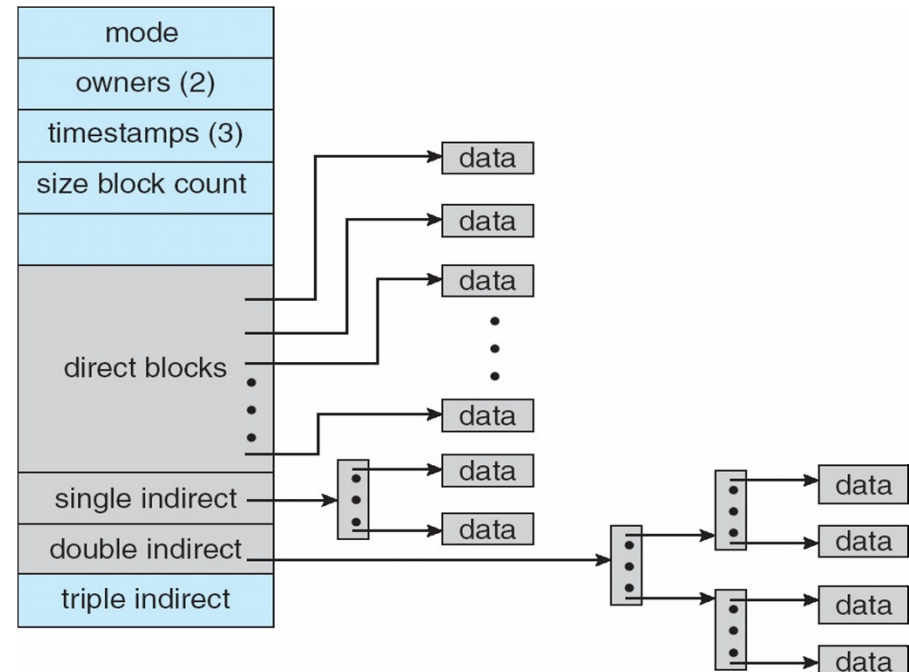 mode
owners (2)
timestamps (3)
size block count
direct blocks
single indirect
double indirect
triple indirect
data
data
data
data
data
data
data
data
data
data